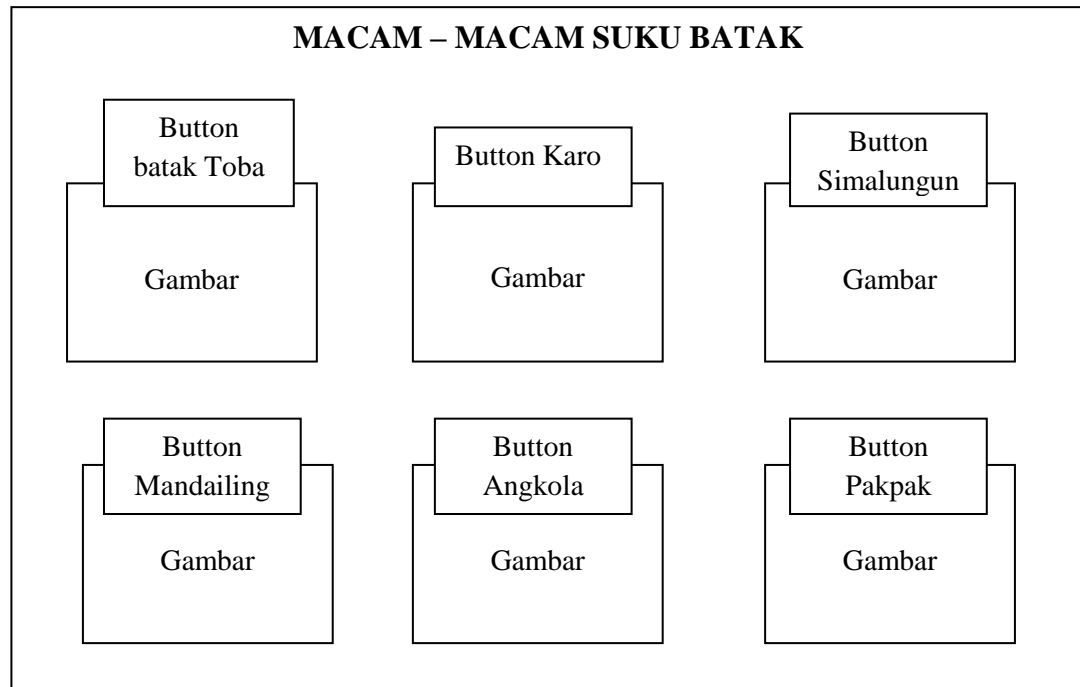 MACAM – MACAM SUKU BATAK
Button
batak Toba
Button Karo
Button
Simalungun
Gambar
Gambar
Gambar
Button
Mandailing
Button
Angkola
Button
Pakpak
Gambar
Gambar
Gambar